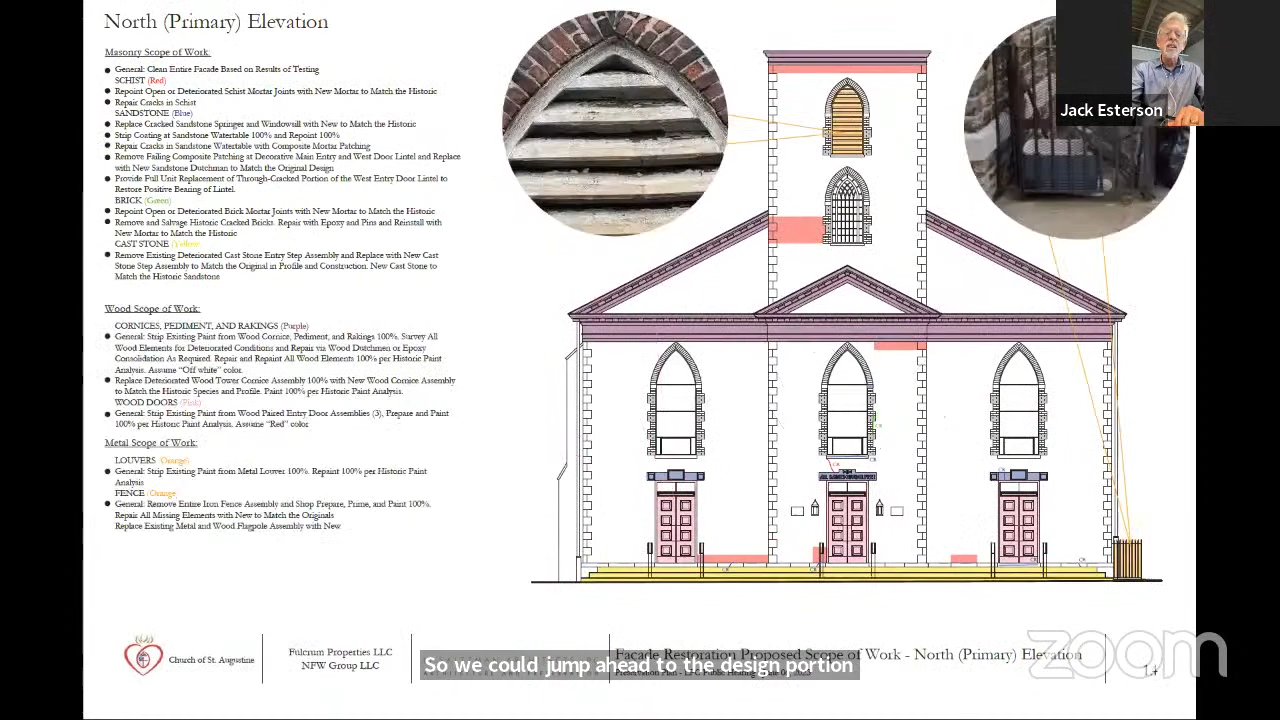 North (Primary) Elevation
Masonry Scope of Work:
General: Clean Entire Facade Based on Results of Testing
SCHIST (Red)
Repoint Open or Deteriorated Schist Mortar Joints with New Mortar to Match the Historic
Repair Cracks in Schist
SANDSTONE (Blue)
Replace Cracked Sandstone Springer and Windowsill with New to Match the Historic
Strip Coating at Sandstone Watertable 100% and Repoint 100%
Repair Cracks in Sandstone Watertable with Composite Mortar Patching
Remove Failing Composite Patching at Decorative Main Entry and West Door Lintel and Replace
with New Sandstone Dutchman to Match the Original Design
Provide Full Unit Replacement of Through-Cracked Portion of the West Entry Door Lintel to
Restore Positive Bearing of Lintel.
BRICK (Green)
Repoint Open or Deteriorated Brick Mortar Joints with New Mortar to Match the Historic
Remove and Salvage Historic Cracked Bricks. Repair with Epoxy and Pins and Reinstall with
New Mortar to Match the Historic
CAST STONE (Yellow)
Remove Existing Deteriorated Cast Stone Entry Step Assembly and Replace with New Cast
Stone Step Assembly to Match the Original in Profile and Construction. New Cast Stone to
Match the Historic Sandstone
Wood Scope of Work:
CORNICES, PEDIMENT, AND RAKINGS (Purple)
General: Strip Existing Paint from Wood Cornice, Pediment, and Rakings 100%. Survey All
Wood Elements for Deteriorated Conditions and Repair via Wood Dutchmen or Epoxy
Consolidation As Required. Repair and Repaint All Wood Elements 100% per Historic Paint
Analysis. Assume "Off white" color.
Replace Deteriorated Wood Tower Cornice Assembly 100% with New Wood Cornice Assembly
to Match the Historic Species and Profile. Paint 100% per Historic Paint Analysis.
WOOD DOORS (Pink)
General: Strip Existing Paint from Wood Paired Entry Door Assemblies (3), Prepare and Paint
100% per Historic Paint Analysis. Assume "Red" color
Metal Scope of Work:
LOUVERS (Orange)
General: Strip Existing Paint from Metal Louver 100%. Repaint 100% per Historic Paint
Analysis
FENCE (Orange
General: Remove Entire Iron Fence Assembly and Shop Prepare, Prime, and Paint 100%.
Repair All Missing Elements with New to Match the Originals
Replace Existing Metal and Wood Flagpole Assembly with New
Jack Esterson
Church of St. Augustine
Fulcrum Properties LLC
NFW Group LLC
Facade Restoration Proposed Scope of Work - North (Primary) Elevation
So we could jump ahead to the design portion
zoom